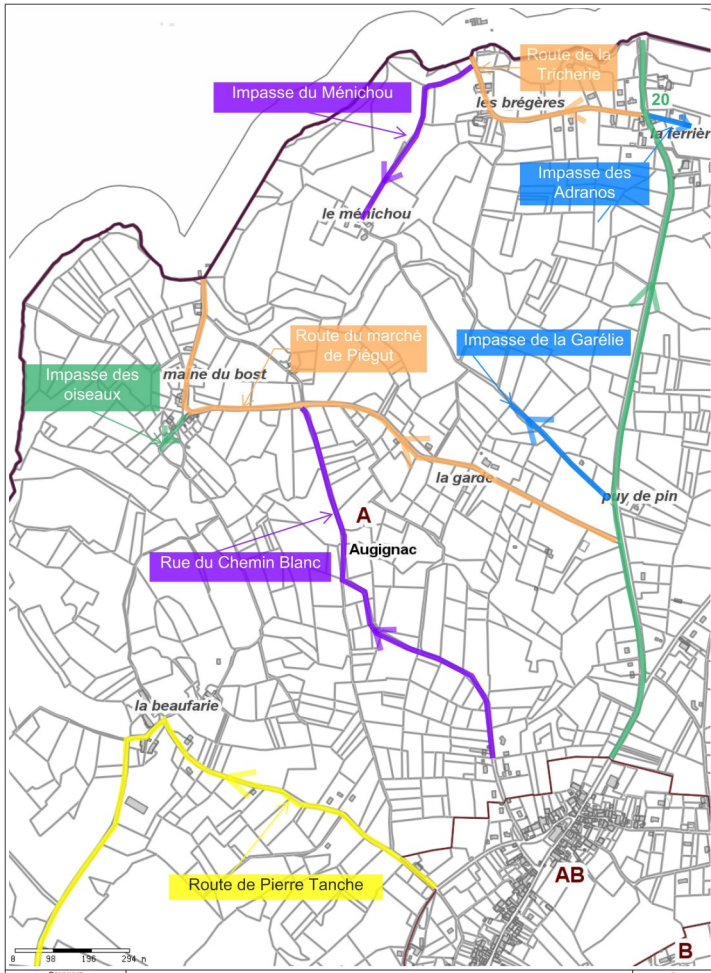 Route de la
Tricherie
Impasse du Ménichou
les brégères
20
la ferrièr
Impasse des
Adranos
le ménichou
Route du marché
de Piègut
Impasse de la Garélie
maine du bost
Impasse des
oiseaux
la garde
puy de pin
A
Augignac
Rue du Chemin Blanc
la beaufarie
Route de Pierre Tanche
AB
B
0 98 196 294 m